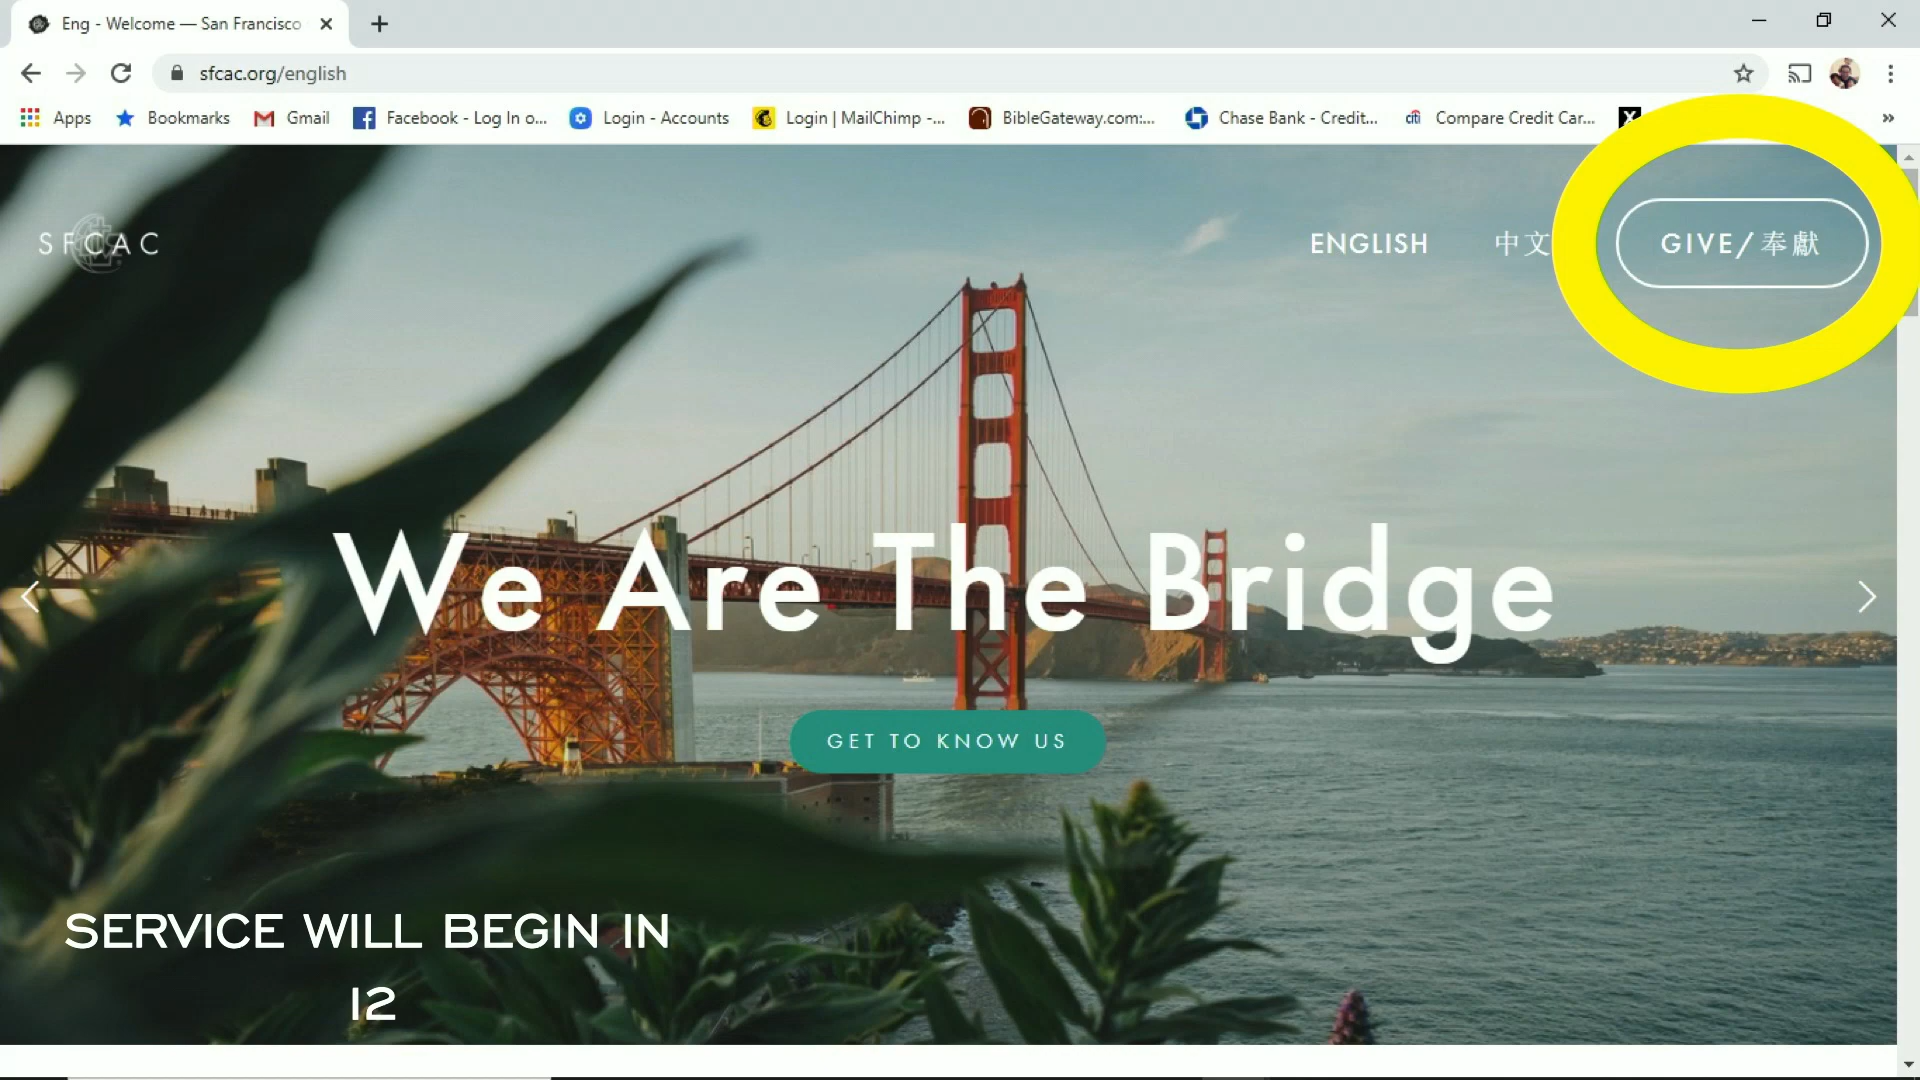 Eng - Welcome — San Francisco
sfcac.org/english
Apps Bookmarks Gmail Facebook - Log In o... Login - Accounts Login | MailChimp -... BibleGateway.com:... Chase Bank - Credit... citi Compare Credit Car... X »
SFCAC ENGLISH 中文 GIVE/奉獻
We Are The Bridge
GET TO KNOW US
SERVICE WILL BEGIN IN
12